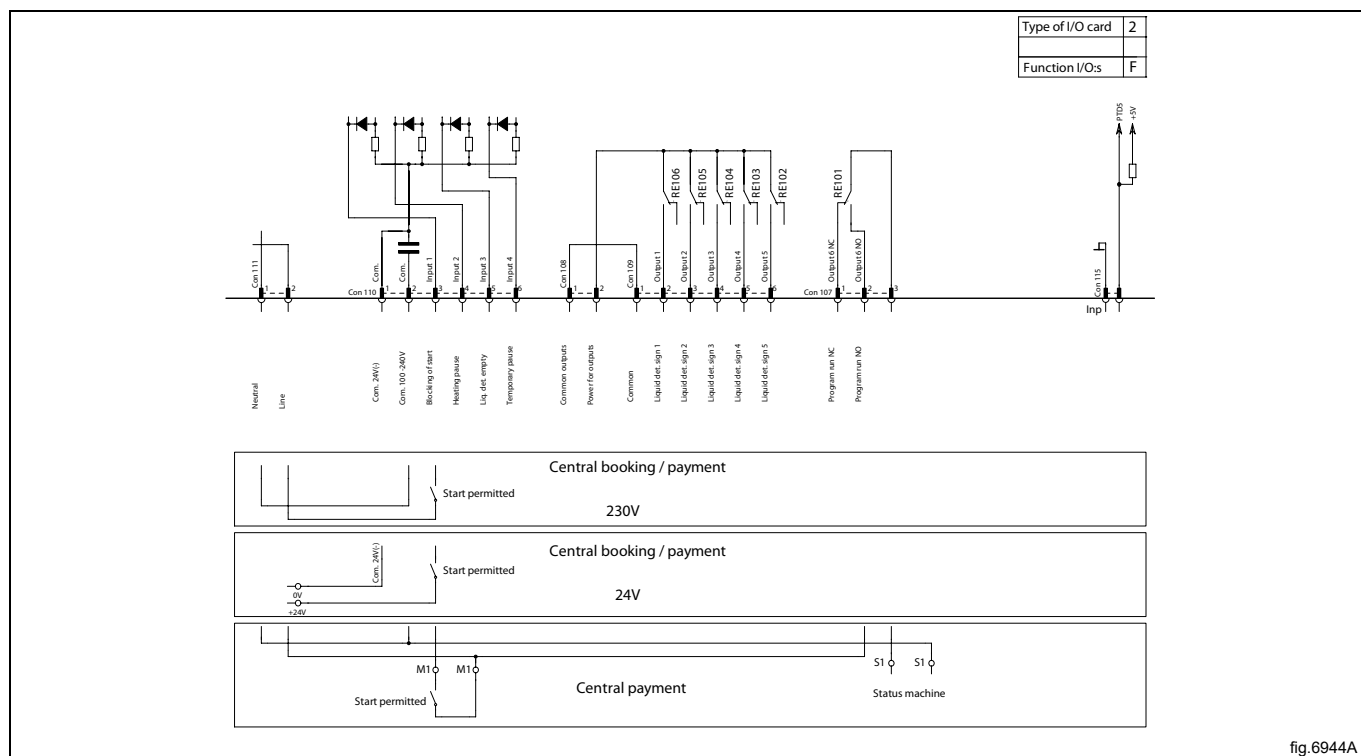 Type of I/O card 2
Function I/O:s F
PTDS
+5V
RE106
RE105
RE104
RE103
RE102
RE101
Con 111
1
2
Con 110
Com.
Com.
Input 1
Input 2
Input 3
Input 4
1
2
3
4
5
6
Con 108
1
2
Con 109
Output 1
Output 2
Output 3
Output 4
Output 5
1
2
3
4
5
6
Con 107
Output 6 NC
Output 6 NO
1
2
3
Con 115
Inp
Neutral
Line
Com. 24V(-)
Com. 100 -240V
Blocking of start
Heating pause
Liq. det. empty
Temporary pause
Common outputs
Power for outputs
Common
Liquid det. sign 1
Liquid det. sign 2
Liquid det. sign 3
Liquid det. sign 4
Liquid det. sign 5
Program run NC
Program run NO
Central booking / payment
Start permitted
230V
Central booking / payment
Com. 24V(-)
Start permitted
0V
24V
+24V
M1 M1
S1 S1
Central payment
Start permitted
Status machine
fig.6944A